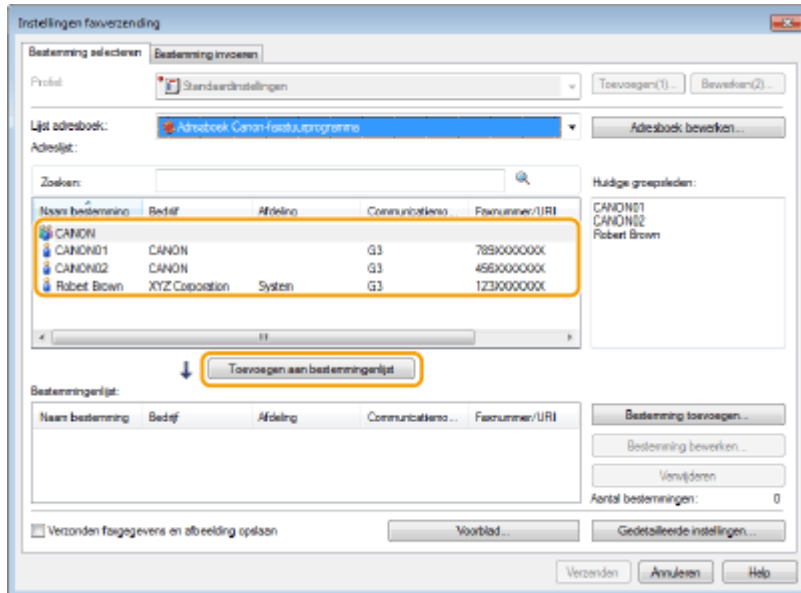 Instellingen faxverzending
Bestemming selecteren Bestemming invoeren
Profiel: Standaardinstellingen Toevoegen(1)... Bewerken(2)...
Lijst adresboek: Adresboek Canon-faxstuurprogramma Adresboek bewerken...
Adreslijst:
Zoeken: Huidige groepsleden:
Naam bestemming Bedrijf Afdeling Communicatiemo... Faxnummer/URI
CANON
CANON01 CANON G3 789XXXXXXX
CANON02 CANON G3 456XXXXXXX
Robert Brown XYZ Corporation System G3 123XXXXXXX
CANON01
CANON02
Robert Brown
Toevoegen aan bestemmingenlijst
Bestemmingenlijst:
Naam bestemming Bedrijf Afdeling Communicatiemo... Faxnummer/URI
Bestemming toevoegen...
Bestemming bewerken...
Verwijderen
Aantal bestemmingen: 0
Verzonden faxgegevens en afbeelding opslaan Voorblad... Gedetailleerde instellingen...
Verzenden Annuleren Help